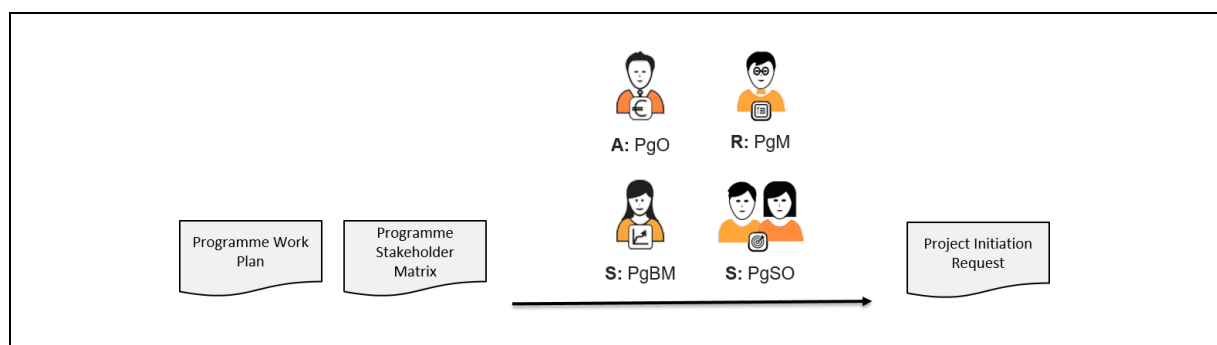 Programme Work
Plan
Programme
Stakeholder
Matrix
A: PgO
R: PgM
S: PgBM
S: PgSO
Project Initiation
Request